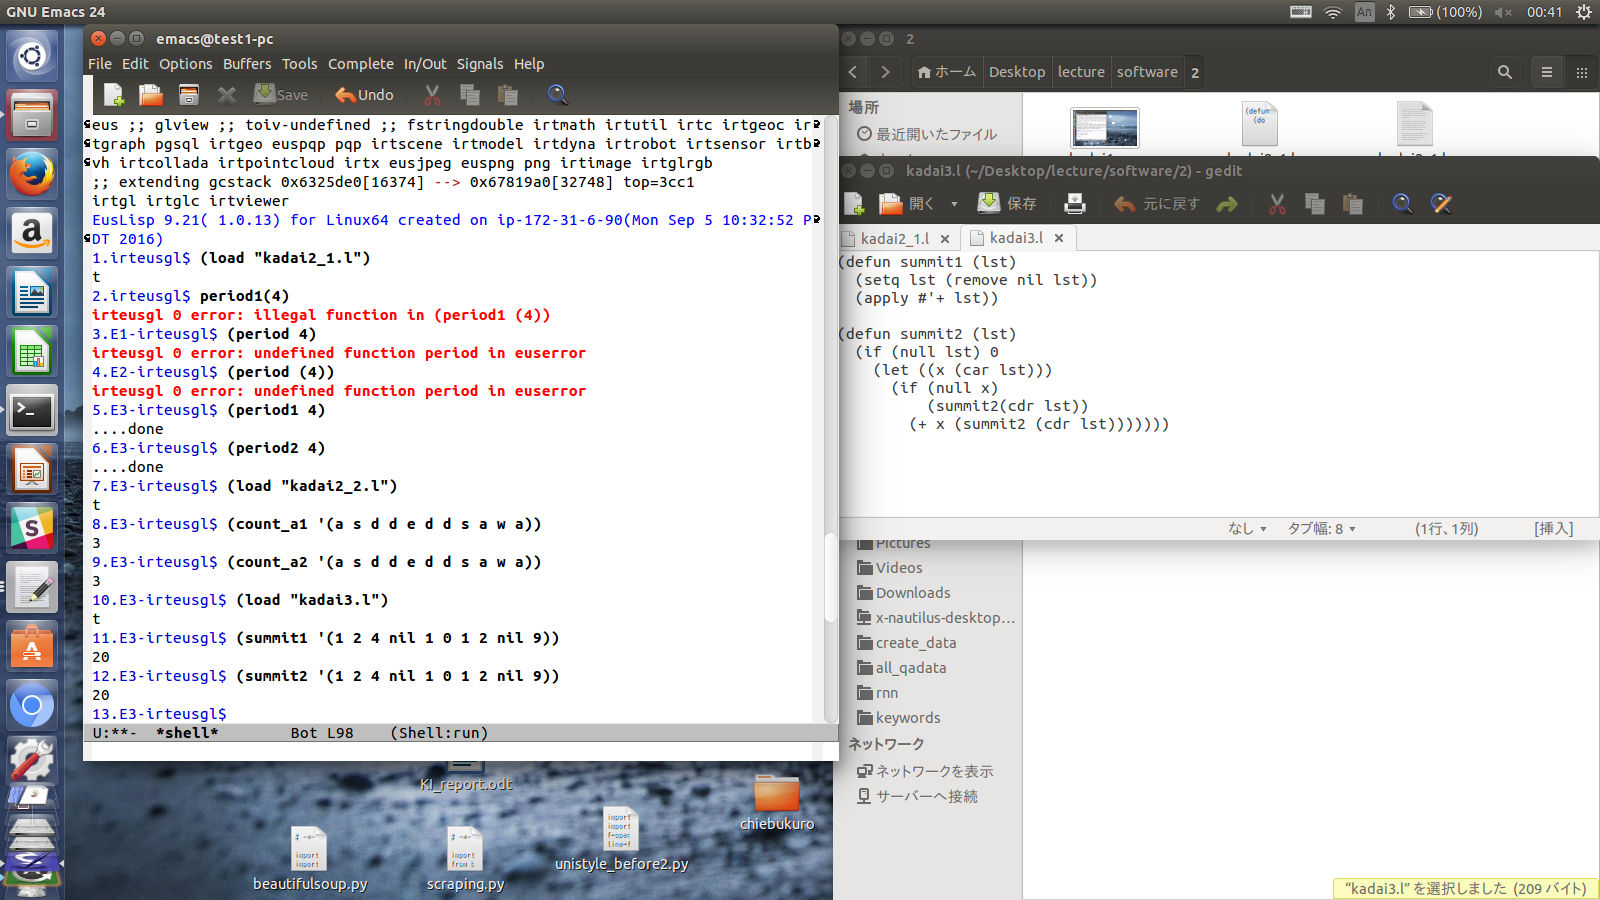 GNU Emacs 24
An
(100%)
00:41
emacs@test1-pc
File Edit Options Buffers Tools Complete In/Out Signals Help
Save
Undo
eus ;; glview ;; toiv-undefined ;; fstringdouble irtmath irtutil irtc irtgeoc ir
tgraph pgsql irtgeo euspqp pqp irtscene irtmodel irtdyna irtrobot irtsensor irtb
vh irtcollada irtpointcloud irtx eusjpeg euspng png irtimage irtglrgb
;; extending gcstack 0x6325de0[16374] --> 0x67819a0[32748] top=3cc1
irtgl irtglc irtviewer
EusLisp 9.21( 1.0.13) for Linux64 created on ip-172-31-6-90(Mon Sep 5 10:32:52 P
DT 2016)
1.irteusgl$ (load "kadai2_1.l")
t
2.irteusgl$ period1(4)
irteusgl 0 error: illegal function in (period1 (4))
3.E1-irteusgl$ (period 4)
irteusgl 0 error: undefined function period in euserror
4.E2-irteusgl$ (period (4))
irteusgl 0 error: undefined function period in euserror
5.E3-irteusgl$ (period1 4)
....done
6.E3-irteusgl$ (period2 4)
....done
7.E3-irteusgl$ (load "kadai2_2.l")
t
8.E3-irteusgl$ (count_a1 '(a s d d e d d s a w a))
3
9.E3-irteusgl$ (count_a2 '(a s d d e d d s a w a))
3
10.E3-irteusgl$ (load "kadai3.l")
t
11.E3-irteusgl$ (summit1 '(1 2 4 nil 1 0 1 2 nil 9))
20
12.E3-irteusgl$ (summit2 '(1 2 4 nil 1 0 1 2 nil 9))
20
13.E3-irteusgl$
U:**- *shell* Bot L98 (Shell:run)
2
ホーム Desktop lecture software 2
場所
最近開いたファイル
(defun
(do
kadai3.l (~/Desktop/lecture/software/2) - gedit
開く
保存
元に戻す
kadai2_1.l
kadai3.l
(defun summit1 (lst)
(setq lst (remove nil lst))
(apply #'+ lst))
(defun summit2 (lst)
(if (null lst) 0
(let ((x (car lst)))
(if (null x)
(summit2(cdr lst))
(+ x (summit2 (cdr lst)))))))
なし
タブ幅: 8
(1行、1列)
[挿入]
Pictures
Videos
Downloads
x-nautilus-desktop...
create_data
all_qadata
rnn
keywords
ネットワーク
ネットワークを表示
サーバーへ接続
"kadai3.l" を選択しました (209 バイト)
KI_report.odt
chiebukuro
unistyle_before2.py
beautifulsoup.py
scraping.py